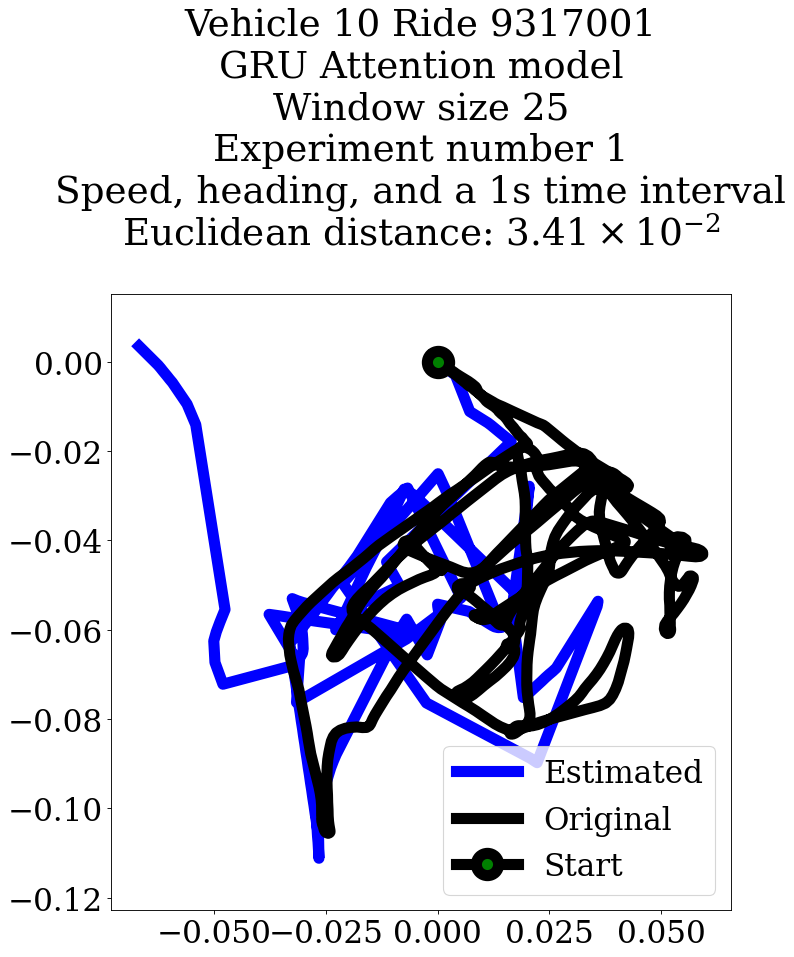 Vehicle 10 Ride 9317001
GRU Attention model
Window size 25
Experiment number 1
Speed, heading, and a 1s time interval
Euclidean distance: 3.41 × 10⁻²
0.00
−0.02
−0.04
−0.06
−0.08
−0.10
−0.12
Estimated
Original
Start
−0.050 −0.025 0.000 0.025 0.050